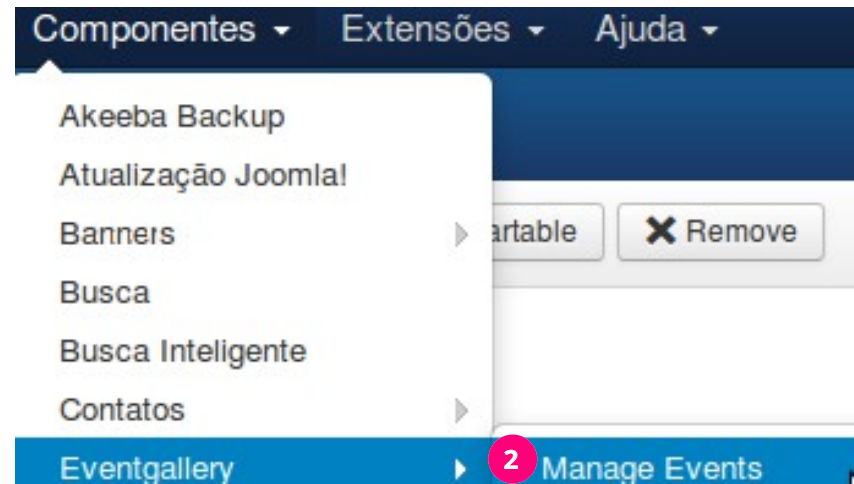 Componentes Extensões Ajuda
Akeeba Backup
Atualização Joomla!
Banners artable Remove
Busca
Busca Inteligente
Contatos
Eventgallery 2 Manage Events